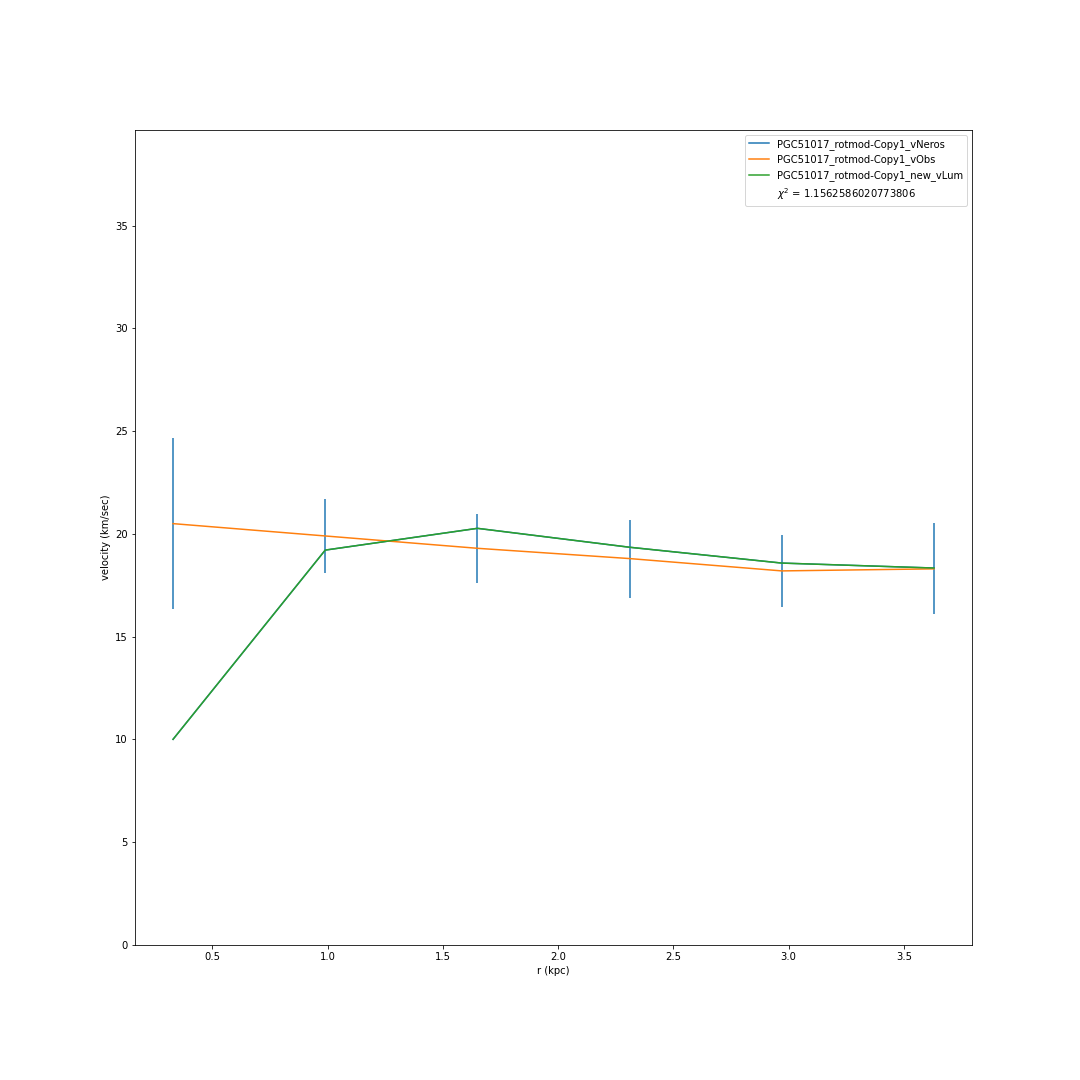 PGC51017_rotmod-Copy1_vNeros
PGC51017_rotmod-Copy1_vObs
PGC51017_rotmod-Copy1_new_vLum
χ² = 1.1562586020773806
35
30
25
20
15
10
5
0
velocity (km/sec)
0.5 1.0 1.5 2.0 2.5 3.0 3.5
r (kpc)